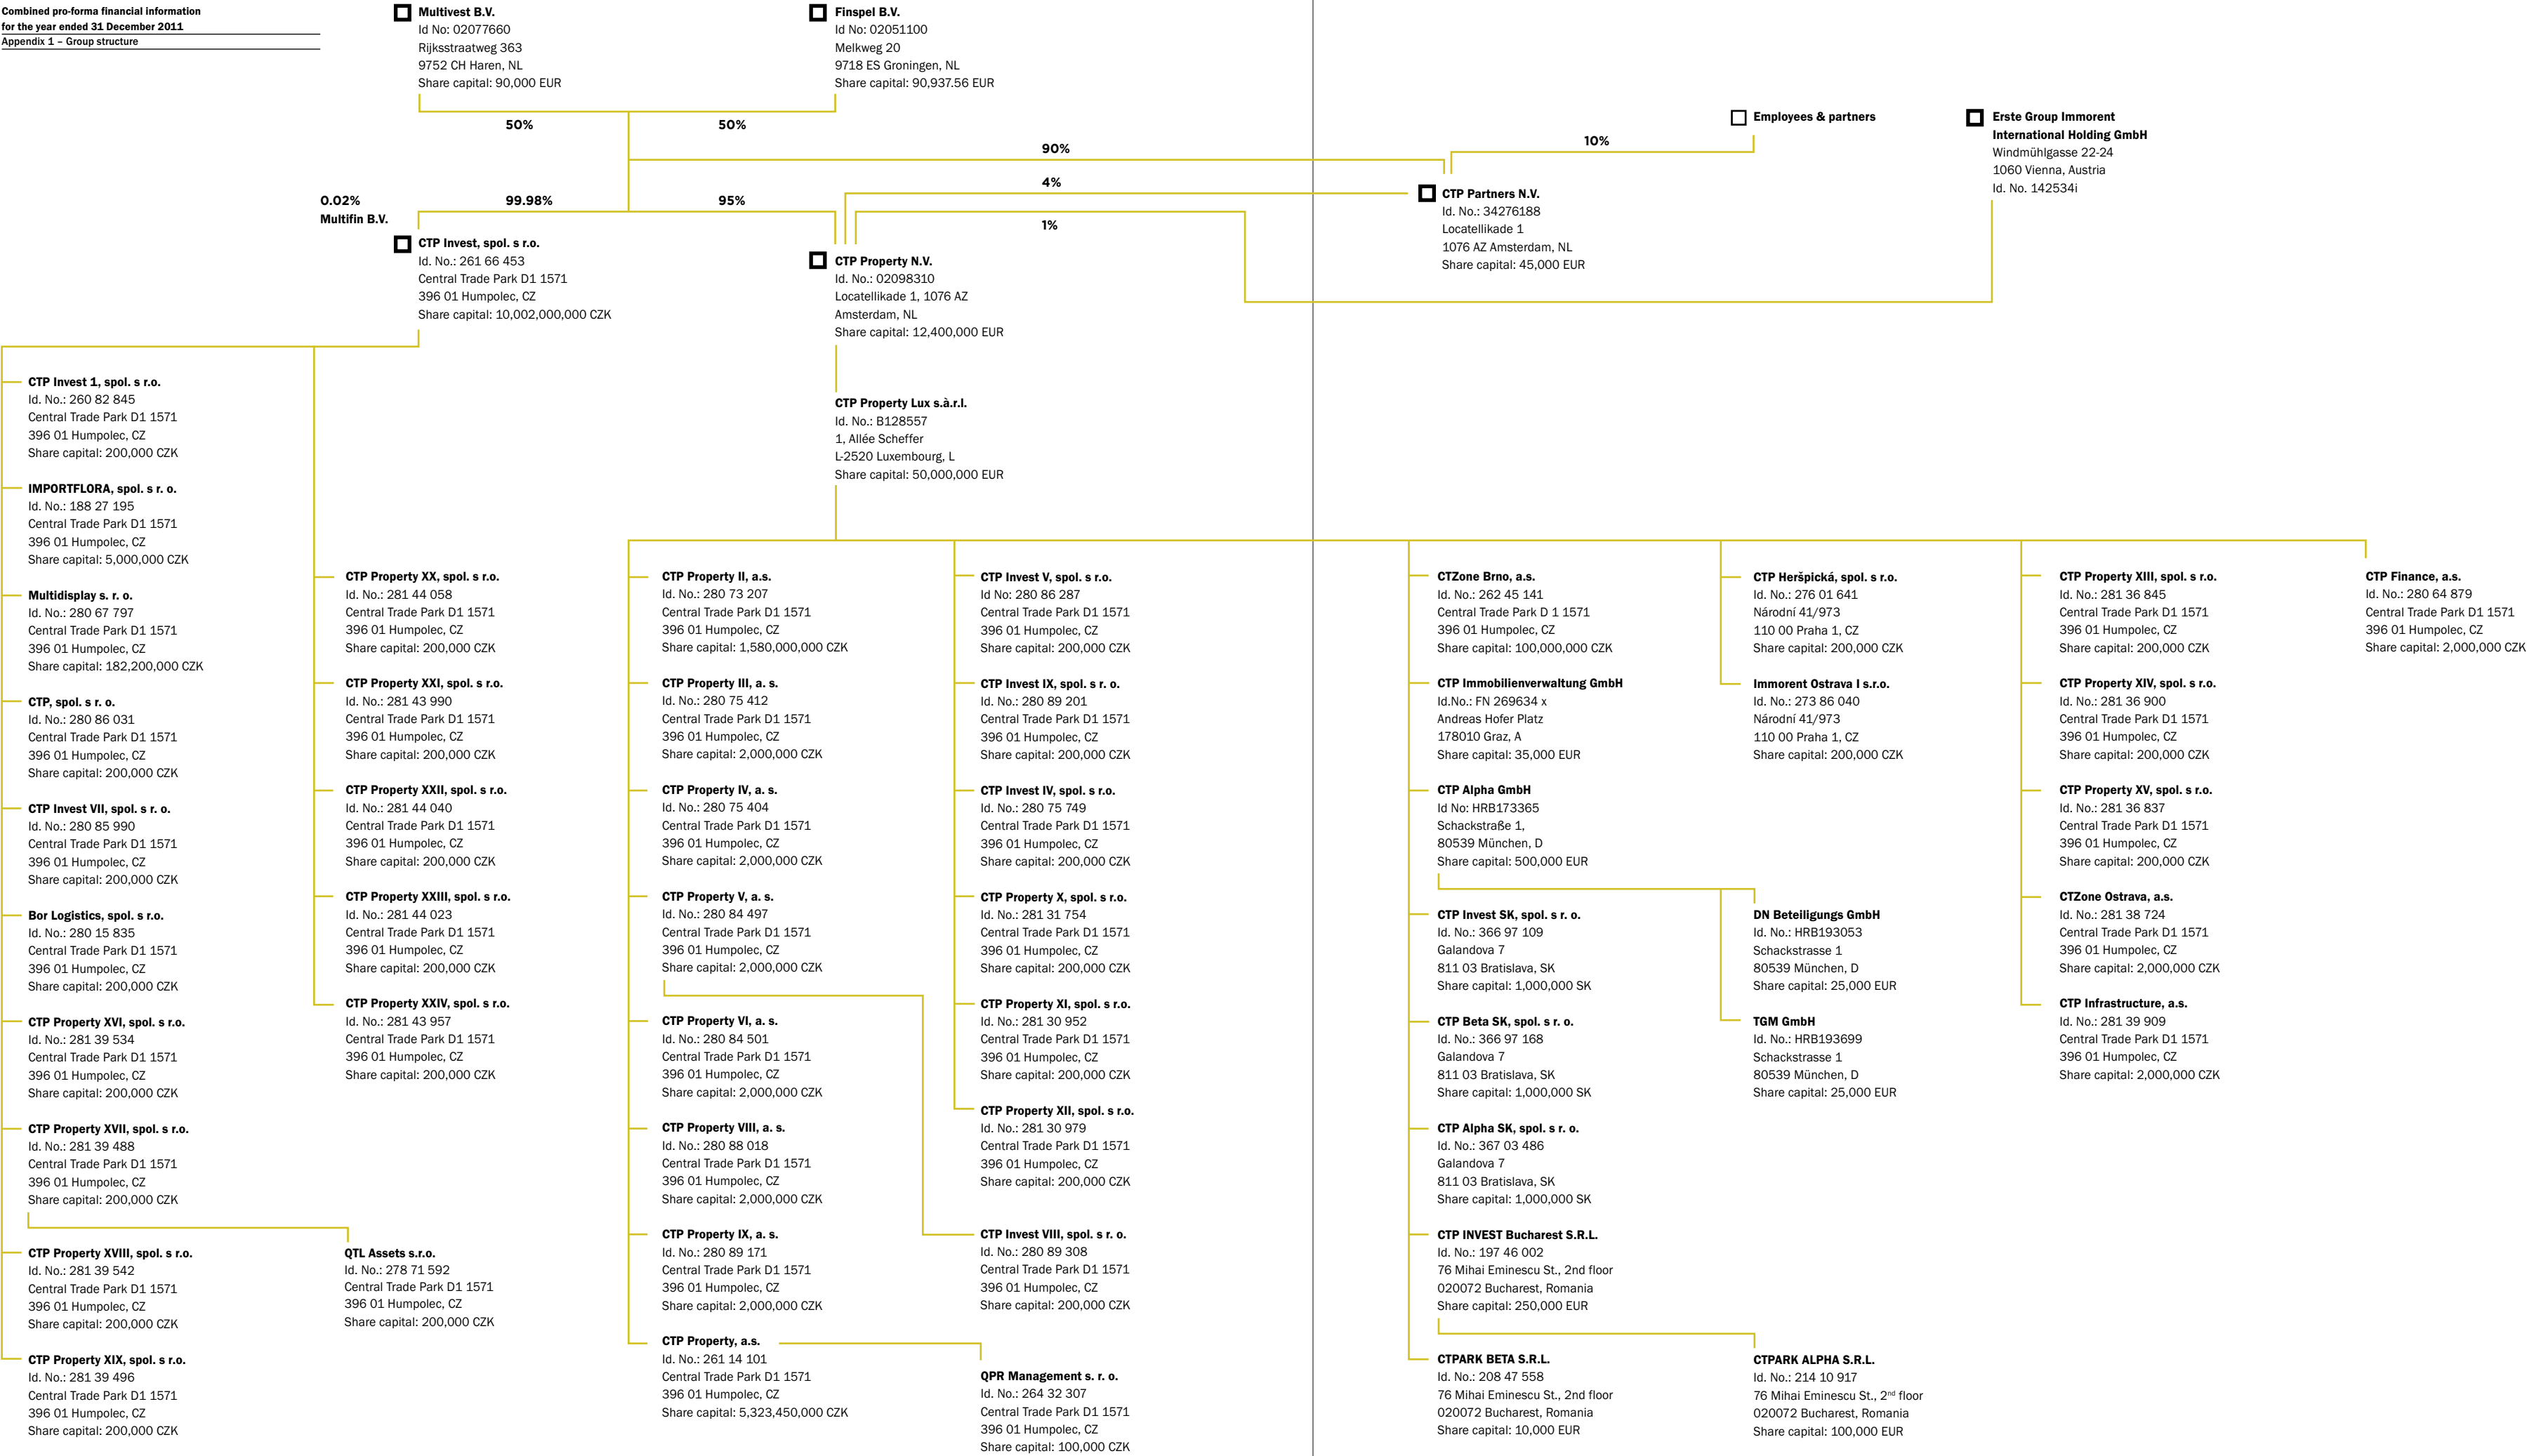 Combined pro-forma financial information
for the year ended 31 December 2011
Appendix 1 – Group structure
Multivest B.V.
Id No: 02077660
Rijksstraatweg 363
9752 CH Haren, NL
Share capital: 90,000 EUR
Finspel B.V.
Id No: 02051100
Melkweg 20
9718 ES Groningen, NL
Share capital: 90,937.56 EUR
50%
50%
90%
Employees & partners
10%
Erste Group Immorent
International Holding GmbH
Windmühlgasse 22-24
1060 Vienna, Austria
Id. No. 142534i
0.02%
Multifin B.V.
99.98%
95%
4%
1%
CTP Partners N.V.
Id. No.: 34276188
Locatellikade 1
1076 AZ Amsterdam, NL
Share capital: 45,000 EUR
CTP Invest, spol. s r.o.
Id. No.: 261 66 453
Central Trade Park D1 1571
396 01 Humpolec, CZ
Share capital: 10,002,000,000 CZK
CTP Property N.V.
Id. No.: 02098310
Locatellikade 1, 1076 AZ
Amsterdam, NL
Share capital: 12,400,000 EUR
CTP Property Lux s.à.r.l.
Id. No.: B128557
1, Allée Scheffer
L-2520 Luxembourg, L
Share capital: 50,000,000 EUR
CTP Invest 1, spol. s r.o.
Id. No.: 260 82 845
Central Trade Park D1 1571
396 01 Humpolec, CZ
Share capital: 200,000 CZK
IMPORTFLORA, spol. s r. o.
Id. No.: 188 27 195
Central Trade Park D1 1571
396 01 Humpolec, CZ
Share capital: 5,000,000 CZK
Multidisplay s. r. o.
Id. No.: 280 67 797
Central Trade Park D1 1571
396 01 Humpolec, CZ
Share capital: 182,200,000 CZK
CTP, spol. s r. o.
Id. No.: 280 86 031
Central Trade Park D1 1571
396 01 Humpolec, CZ
Share capital: 200,000 CZK
CTP Invest VII, spol. s r. o.
Id. No.: 280 85 990
Central Trade Park D1 1571
396 01 Humpolec, CZ
Share capital: 200,000 CZK
Bor Logistics, spol. s r.o.
Id. No.: 280 15 835
Central Trade Park D1 1571
396 01 Humpolec, CZ
Share capital: 200,000 CZK
CTP Property XVI, spol. s r.o.
Id. No.: 281 39 534
Central Trade Park D1 1571
396 01 Humpolec, CZ
Share capital: 200,000 CZK
CTP Property XVII, spol. s r.o.
Id. No.: 281 39 488
Central Trade Park D1 1571
396 01 Humpolec, CZ
Share capital: 200,000 CZK
CTP Property XVIII, spol. s r.o.
Id. No.: 281 39 542
Central Trade Park D1 1571
396 01 Humpolec, CZ
Share capital: 200,000 CZK
CTP Property XIX, spol. s r.o.
Id. No.: 281 39 496
Central Trade Park D1 1571
396 01 Humpolec, CZ
Share capital: 200,000 CZK
CTP Property XX, spol. s r.o.
Id. No.: 281 44 058
Central Trade Park D1 1571
396 01 Humpolec, CZ
Share capital: 200,000 CZK
CTP Property XXI, spol. s r.o.
Id. No.: 281 43 990
Central Trade Park D1 1571
396 01 Humpolec, CZ
Share capital: 200,000 CZK
CTP Property XXII, spol. s r.o.
Id. No.: 281 44 040
Central Trade Park D1 1571
396 01 Humpolec, CZ
Share capital: 200,000 CZK
CTP Property XXIII, spol. s r.o.
Id. No.: 281 44 023
Central Trade Park D1 1571
396 01 Humpolec, CZ
Share capital: 200,000 CZK
CTP Property XXIV, spol. s r.o.
Id. No.: 281 43 957
Central Trade Park D1 1571
396 01 Humpolec, CZ
Share capital: 200,000 CZK
QTL Assets s.r.o.
Id. No.: 278 71 592
Central Trade Park D1 1571
396 01 Humpolec, CZ
Share capital: 200,000 CZK
CTP Property II, a.s.
Id. No.: 280 73 207
Central Trade Park D1 1571
396 01 Humpolec, CZ
Share capital: 1,580,000,000 CZK
CTP Property III, a. s.
Id. No.: 280 75 412
Central Trade Park D1 1571
396 01 Humpolec, CZ
Share capital: 2,000,000 CZK
CTP Property IV, a. s.
Id. No.: 280 75 404
Central Trade Park D1 1571
396 01 Humpolec, CZ
Share capital: 2,000,000 CZK
CTP Property V, a. s.
Id. No.: 280 84 497
Central Trade Park D1 1571
396 01 Humpolec, CZ
Share capital: 2,000,000 CZK
CTP Property VI, a. s.
Id. No.: 280 84 501
Central Trade Park D1 1571
396 01 Humpolec, CZ
Share capital: 2,000,000 CZK
CTP Property VIII, a. s.
Id. No.: 280 88 018
Central Trade Park D1 1571
396 01 Humpolec, CZ
Share capital: 2,000,000 CZK
CTP Property IX, a. s.
Id. No.: 280 89 171
Central Trade Park D1 1571
396 01 Humpolec, CZ
Share capital: 2,000,000 CZK
CTP Property, a.s.
Id. No.: 261 14 101
Central Trade Park D1 1571
396 01 Humpolec, CZ
Share capital: 5,323,450,000 CZK
CTP Invest V, spol. s r.o.
Id No: 280 86 287
Central Trade Park D1 1571
396 01 Humpolec, CZ
Share capital: 200,000 CZK
CTP Invest IX, spol. s r. o.
Id. No.: 280 89 201
Central Trade Park D1 1571
396 01 Humpolec, CZ
Share capital: 200,000 CZK
CTP Invest IV, spol. s r.o.
Id. No.: 280 75 749
Central Trade Park D1 1571
396 01 Humpolec, CZ
Share capital: 200,000 CZK
CTP Property X, spol. s r.o.
Id. No.: 281 31 754
Central Trade Park D1 1571
396 01 Humpolec, CZ
Share capital: 200,000 CZK
CTP Property XI, spol. s r.o.
Id. No.: 281 30 952
Central Trade Park D1 1571
396 01 Humpolec, CZ
Share capital: 200,000 CZK
CTP Property XII, spol. s r.o.
Id. No.: 281 30 979
Central Trade Park D1 1571
396 01 Humpolec, CZ
Share capital: 200,000 CZK
CTP Invest VIII, spol. s r. o.
Id. No.: 280 89 308
Central Trade Park D1 1571
396 01 Humpolec, CZ
Share capital: 200,000 CZK
QPR Management s. r. o.
Id. No.: 264 32 307
Central Trade Park D1 1571
396 01 Humpolec, CZ
Share capital: 100,000 CZK
CTZone Brno, a.s.
Id. No.: 262 45 141
Central Trade Park D 1 1571
396 01 Humpolec, CZ
Share capital: 100,000,000 CZK
CTP Immobilienverwaltung GmbH
Id.No.: FN 269634 x
Andreas Hofer Platz
178010 Graz, A
Share capital: 35,000 EUR
CTP Alpha GmbH
Id No: HRB173365
Schackstraße 1,
80539 München, D
Share capital: 500,000 EUR
CTP Invest SK, spol. s r. o.
Id. No.: 366 97 109
Galandova 7
811 03 Bratislava, SK
Share capital: 1,000,000 SK
CTP Beta SK, spol. s r. o.
Id. No.: 366 97 168
Galandova 7
811 03 Bratislava, SK
Share capital: 1,000,000 SK
CTP Alpha SK, spol. s r. o.
Id. No.: 367 03 486
Galandova 7
811 03 Bratislava, SK
Share capital: 1,000,000 SK
CTP INVEST Bucharest S.R.L.
Id. No.: 197 46 002
76 Mihai Eminescu St., 2nd floor
020072 Bucharest, Romania
Share capital: 250,000 EUR
CTPARK BETA S.R.L.
Id. No.: 208 47 558
76 Mihai Eminescu St., 2nd floor
020072 Bucharest, Romania
Share capital: 10,000 EUR
CTP Heršpická, spol. s r.o.
Id. No.: 276 01 641
Národní 41/973
110 00 Praha 1, CZ
Share capital: 200,000 CZK
Immorent Ostrava I s.r.o.
Id. No.: 273 86 040
Národní 41/973
110 00 Praha 1, CZ
Share capital: 200,000 CZK
DN Beteiligungs GmbH
Id. No.: HRB193053
Schackstrasse 1
80539 München, D
Share capital: 25,000 EUR
TGM GmbH
Id. No.: HRB193699
Schackstrasse 1
80539 München, D
Share capital: 25,000 EUR
CTPARK ALPHA S.R.L.
Id. No.: 214 10 917
76 Mihai Eminescu St., 2nd floor
020072 Bucharest, Romania
Share capital: 100,000 EUR
CTP Property XIII, spol. s r.o.
Id. No.: 281 36 845
Central Trade Park D1 1571
396 01 Humpolec, CZ
Share capital: 200,000 CZK
CTP Property XIV, spol. s r.o.
Id. No.: 281 36 900
Central Trade Park D1 1571
396 01 Humpolec, CZ
Share capital: 200,000 CZK
CTP Property XV, spol. s r.o.
Id. No.: 281 36 837
Central Trade Park D1 1571
396 01 Humpolec, CZ
Share capital: 200,000 CZK
CTZone Ostrava, a.s.
Id. No.: 281 38 724
Central Trade Park D1 1571
396 01 Humpolec, CZ
Share capital: 2,000,000 CZK
CTP Infrastructure, a.s.
Id. No.: 281 39 909
Central Trade Park D1 1571
396 01 Humpolec, CZ
Share capital: 2,000,000 CZK
CTP Finance, a.s.
Id. No.: 280 64 879
Central Trade Park D1 1571
396 01 Humpolec, CZ
Share capital: 2,000,000 CZK